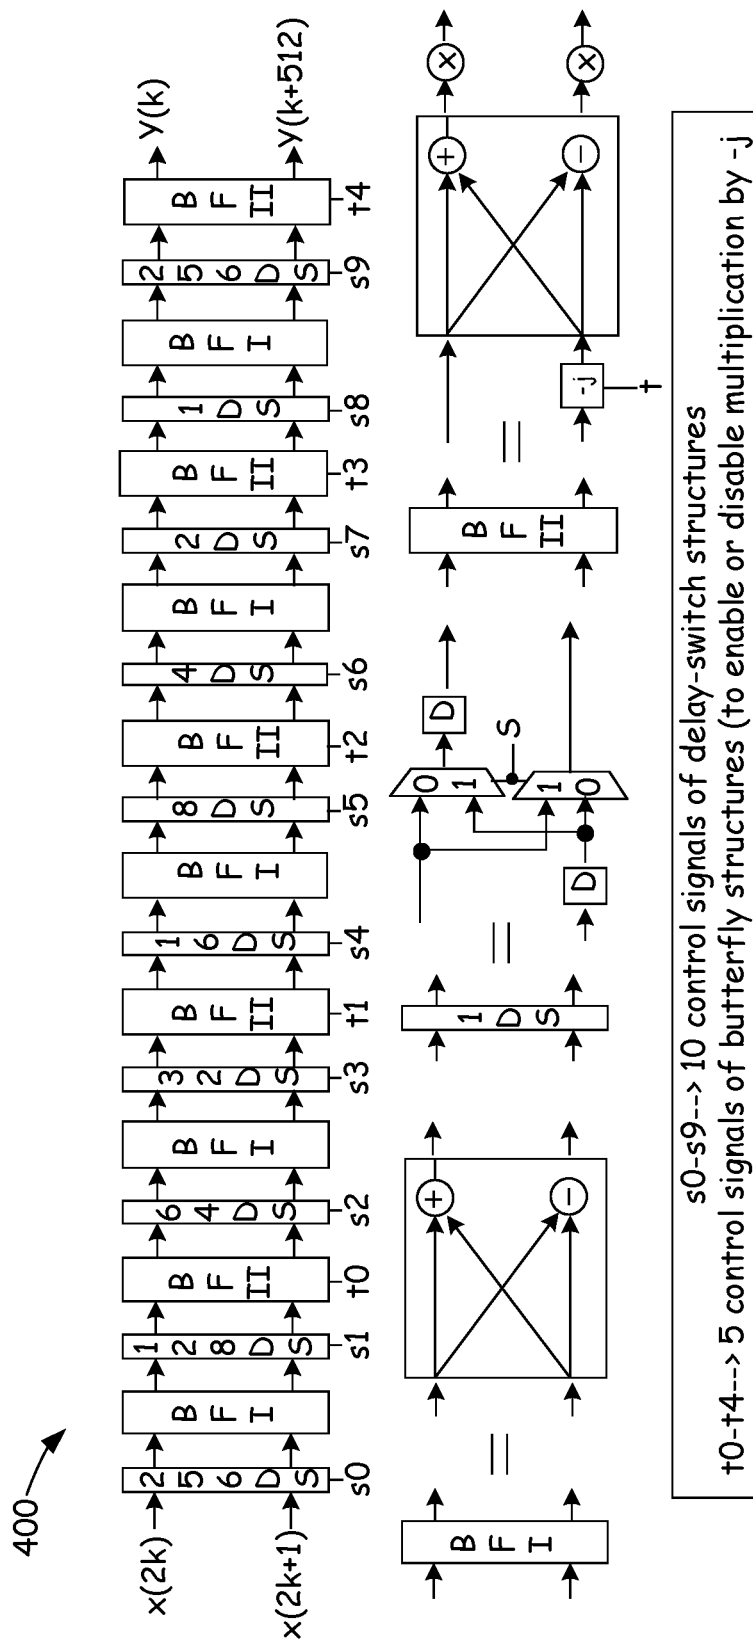 400
x(2k)
x(2k+1)
256DS
s0
BFI
128DS
s1
BFII
t0
64DS
s2
BFI
32DS
s3
BFII
t1
16DS
s4
BFI
8DS
s5
BFII
t2
4DS
s6
BFI
2DS
s7
BFII
t3
1DS
s8
BFI
256DS
s9
BFII
t4
y(k)
y(k+512)
BFI
=
+
−
1DS
=
D
0
1
1
0
S
D
BFII
=
-j
t
+
−
X
X
s0-s9--> 10 control signals of delay-switch structures
t0-t4--> 5 control signals of butterfly structures (to enable or disable multiplication by -j